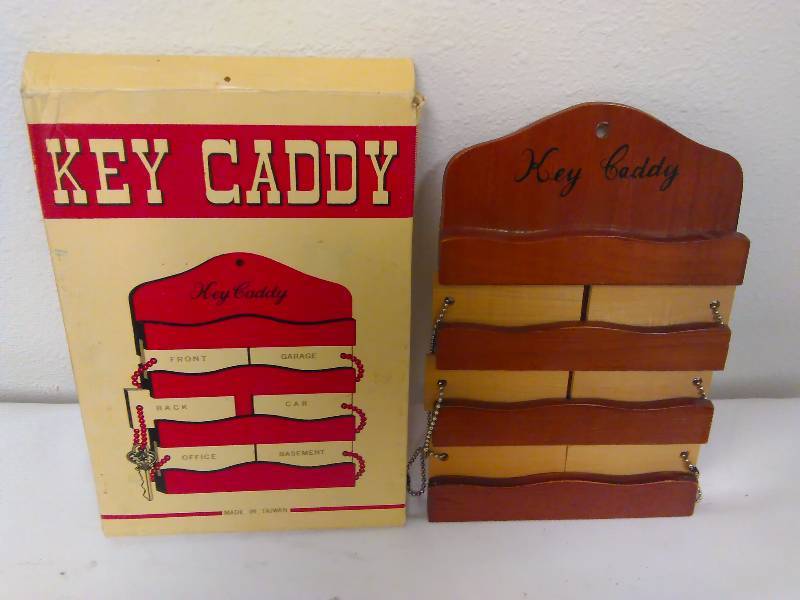 KEY CADDY
Key Caddy
FRONT GARAGE
BACK CAR
OFFICE BASEMENT
MADE IN TAIWAN
Key Caddy